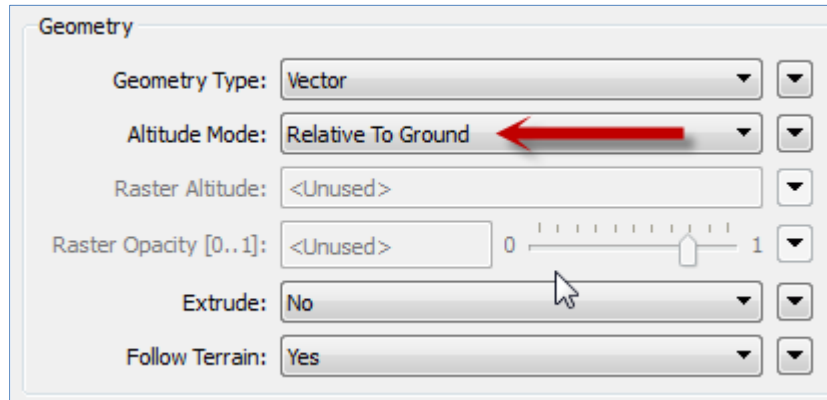 Geometry
Geometry Type: Vector
Altitude Mode: Relative To Ground
Raster Altitude: <Unused>
Raster Opacity [0..1]: <Unused> 0 1
Extrude: No
Follow Terrain: Yes